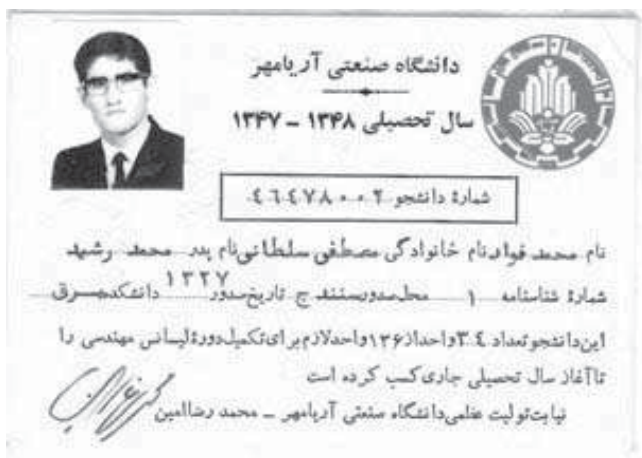 دانشگاه صنعتی آریامهر
سال تحصیلی ۱۳۴۸ - ۱۳۴۷
شمارهٔ دانشجو ٤٦٤٧٨٠٠٢
نام محمد فواد نام خانوادگی مصطفی سلطانی نام پدر محمد رشید
شمارهٔ شناسنامه ۱ محل صدور سنندج تاریخ صدور ۱۳۲۷ دانشکده برق
این دانشجو تعداد ۳٤ واحد از ۱۳۶ واحد لازم برای تکمیل دورهٔ لیسانس مهندسی را
تا آغاز سال تحصیلی جاری کسب کرده است
نیابت تولیت عظمی دانشگاه صنعتی آریامهر - محمد رضا امین